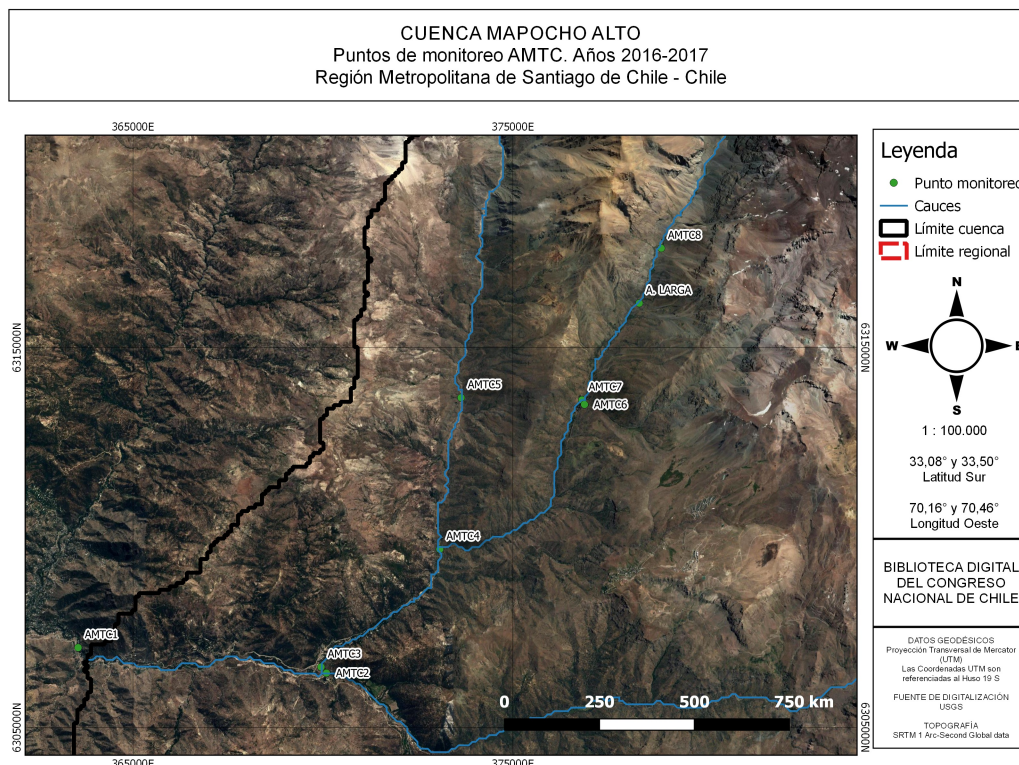 CUENCA MAPOCHO ALTO
Puntos de monitoreo AMTC. Años 2016-2017
Región Metropolitana de Santiago de Chile - Chile
365000E
375000E
Leyenda
Punto monitoreo
Cauces
Límite cuenca
Límite regional
AMTC8
A. LARGA
N
W
E
S
6315000N
6315000N
AMTC5
AMTC7
AMTC6
1 : 100.000
33,08° y 33,50°
Latitud Sur
70,16° y 70,46°
Longitud Oeste
AMTC4
BIBLIOTECA DIGITAL
DEL CONGRESO
NACIONAL DE CHILE
AMTC1
AMTC3
AMTC2
DATOS GEODÉSICOS
Proyección Transversal de Mercator
(UTM)
Las Coordenadas UTM son
referenciadas al Huso 19 S
FUENTE DE DIGITALIZACIÓN
USGS
TOPOGRAFÍA
SRTM 1 Arc-Second Global data
0
250
500
750 km
6305000N
6305000N
365000E
375000E